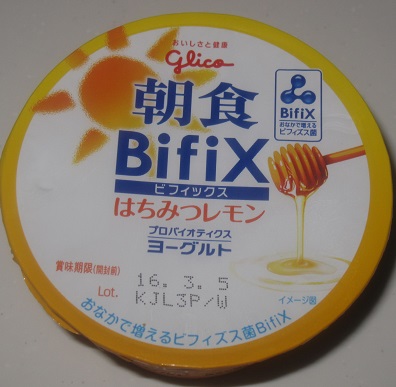 おいしさと健康
Glico
朝食
BifiX
ビフィックス
はちみつレモン
プロバイオティクス
ヨーグルト
BifiX
おなかで増える
ビフィズス菌
賞味期限(開封前)
16. 3. 5
Lot. KJL3P/W
イメージ図
おなかで増えるビフィズス菌BifiX